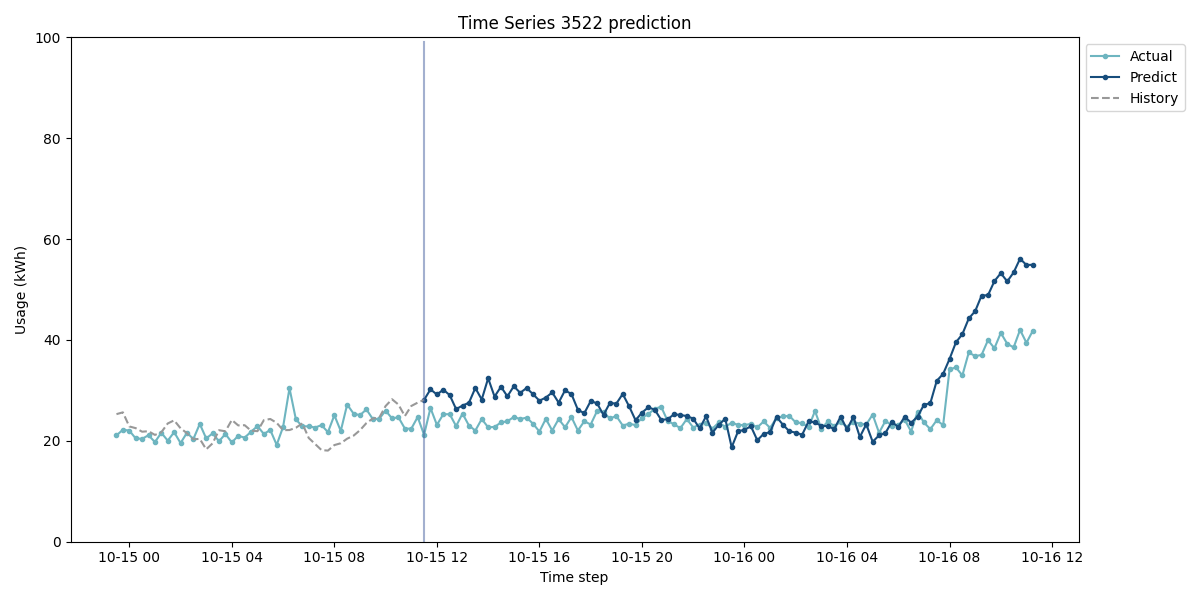 Time Series 3522 prediction
100
80
60
40
20
0
Usage (kWh)
10-15 00
10-15 04
10-15 08
10-15 12
10-15 16
10-15 20
10-16 00
10-16 04
10-16 08
10-16 12
Time step
Actual
Predict
History